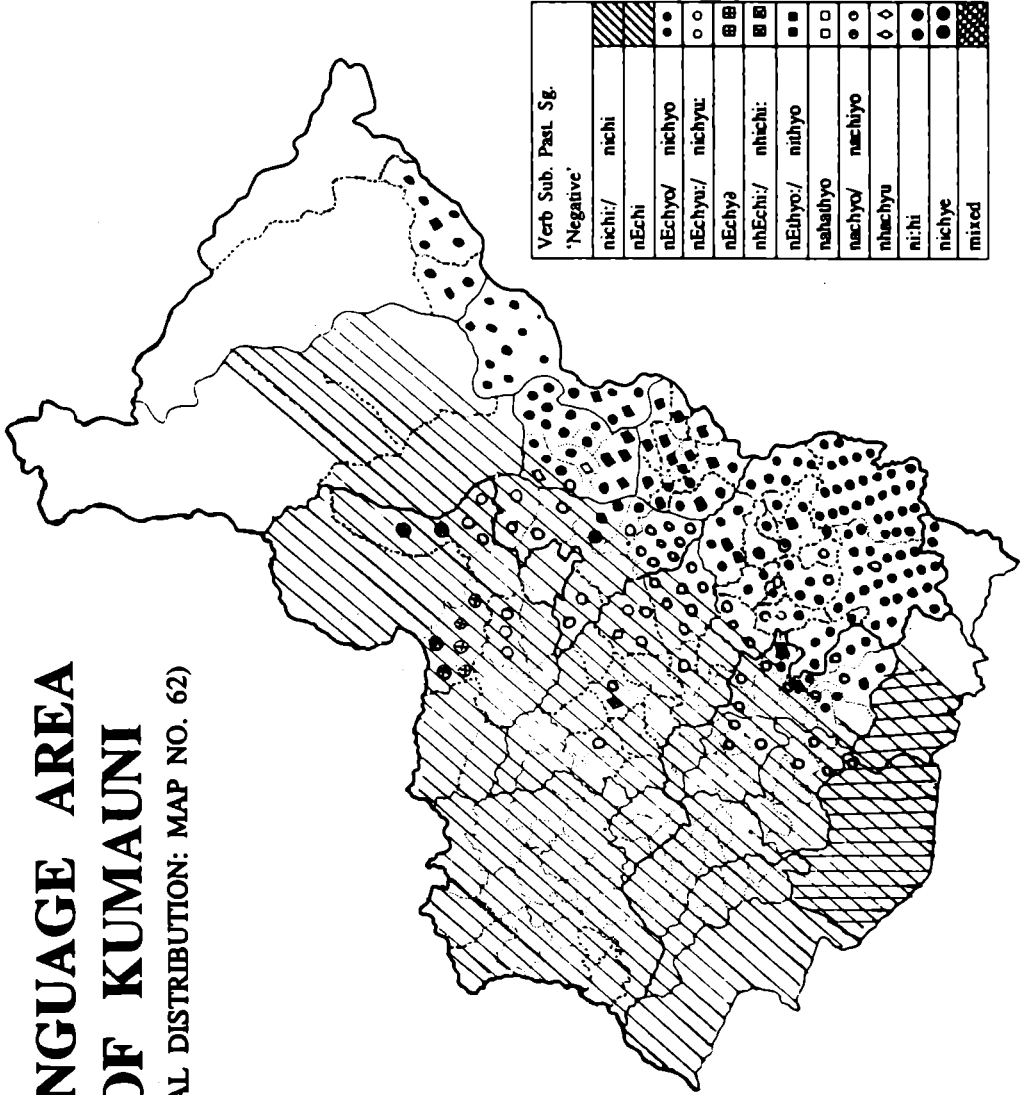 NGUAGE AREA
OF KUMAUNI
AL DISTRIBUTION: MAP NO. 62)
Verb Sub. Past. Sg.
'Negative'
nichi:/ nichi
nEchi
nEchyo/ nichyo
nEchyu:/ nichyu:
nEchyə
nhEchi:/ nhichi:
nEthyo:/ nithyo
nahathyo
nachyo/ nachiyo
nhachyu
ni:hi
nichye
mixed